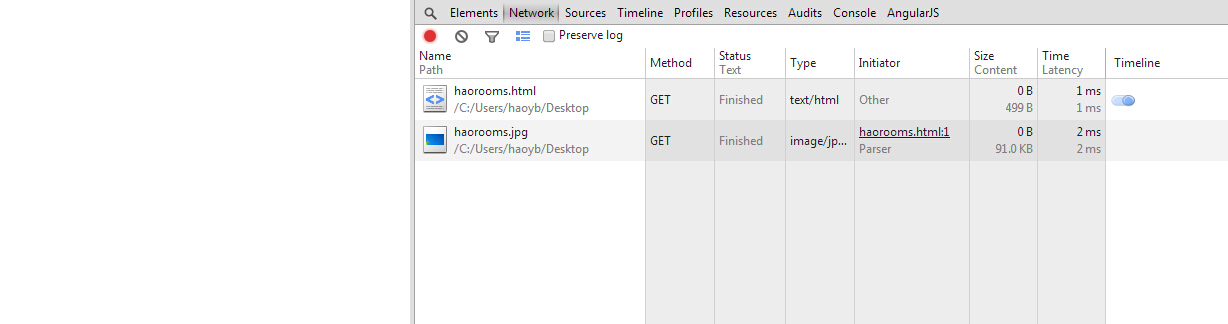 Elements Network Sources Timeline Profiles Resources Audits Console AngularJS
Preserve log
Name Method Status Type Initiator Size Time Timeline
Path Text Content Latency
haorooms.html GET Finished text/html Other 0 B 1 ms
/C:/Users/haoyb/Desktop 499 B 1 ms
haorooms.jpg GET Finished image/jp... haorooms.html:1 0 B 2 ms
/C:/Users/haoyb/Desktop Parser 91.0 KB 2 ms